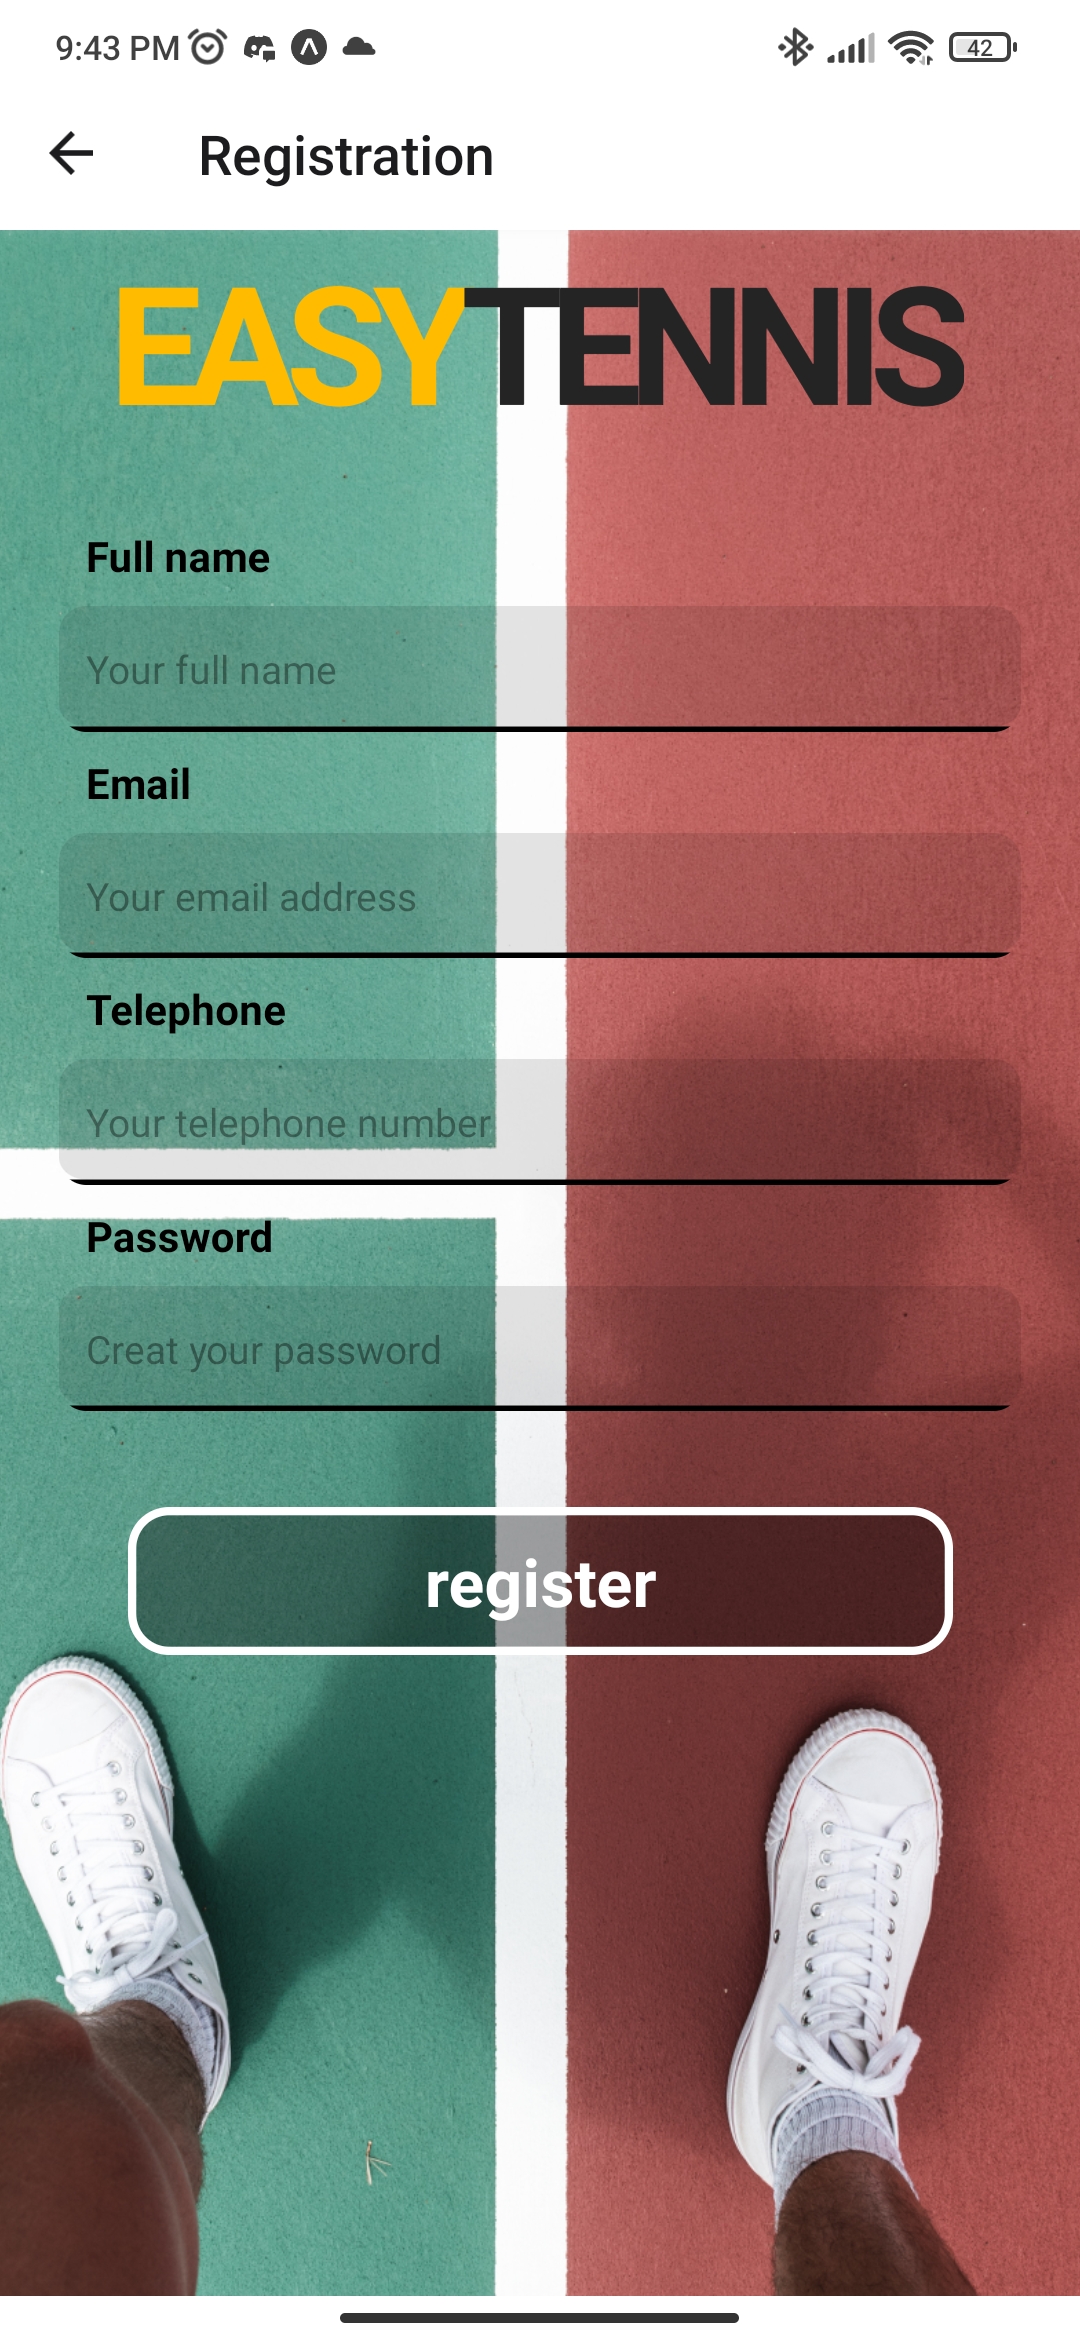 9:43 PM 42
Registration
EASYTENNIS
Full name
Your full name
Email
Your email address
Telephone
Your telephone number
Password
Creat your password
register